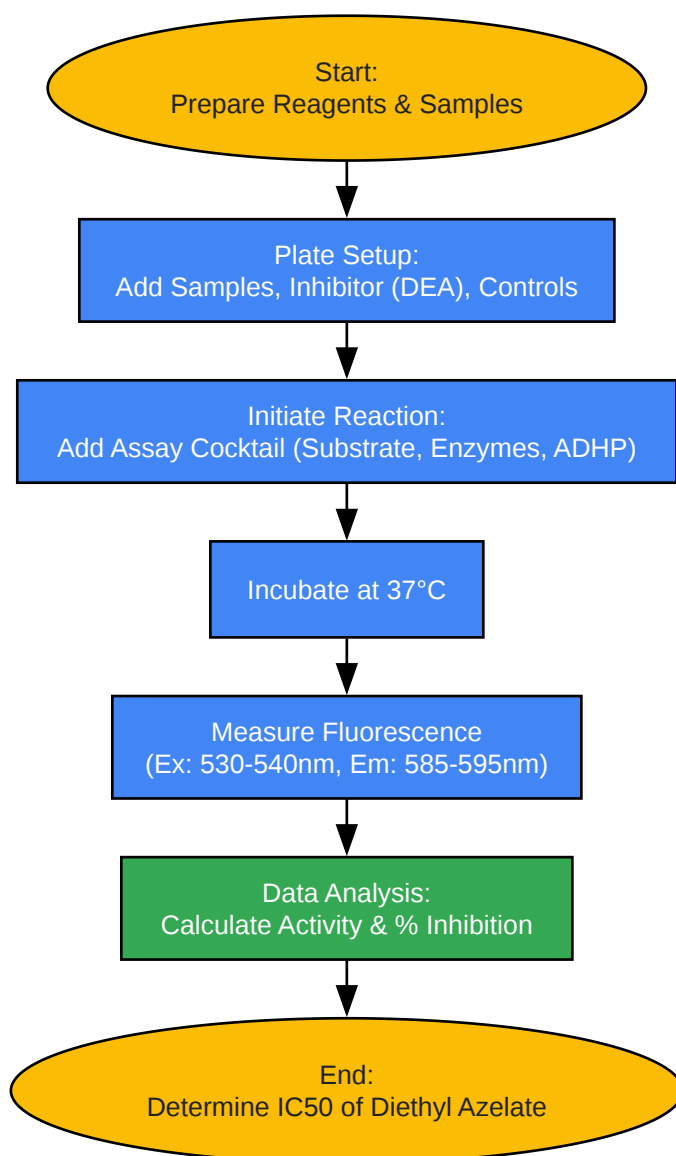 Start:
Prepare Reagents & Samples
Plate Setup:
Add Samples, Inhibitor (DEA), Controls
Initiate Reaction:
Add Assay Cocktail (Substrate, Enzymes, ADHP)
Incubate at 37°C
Measure Fluorescence
(Ex: 530-540nm, Em: 585-595nm)
Data Analysis:
Calculate Activity & % Inhibition
End:
Determine IC50 of Diethyl Azelate